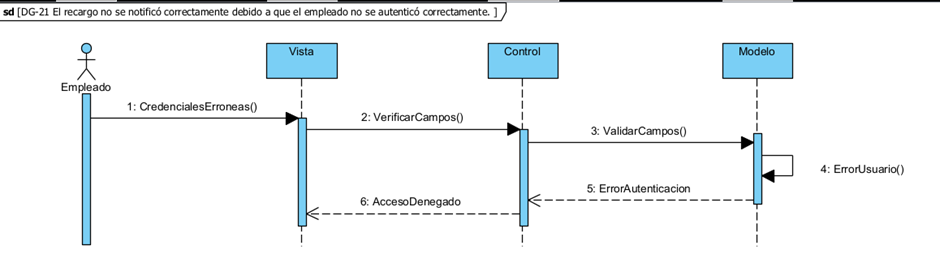 sd [DG-21 El recargo no se notificó correctamente debido a que el empleado no se autenticó correctamente. ]
Vista
Control
Modelo
Empleado
1: CredencialesErroneas()
2: VerificarCampos()
3: ValidarCampos()
4: ErrorUsuario()
5: ErrorAutenticacion
6: AccesoDenegado